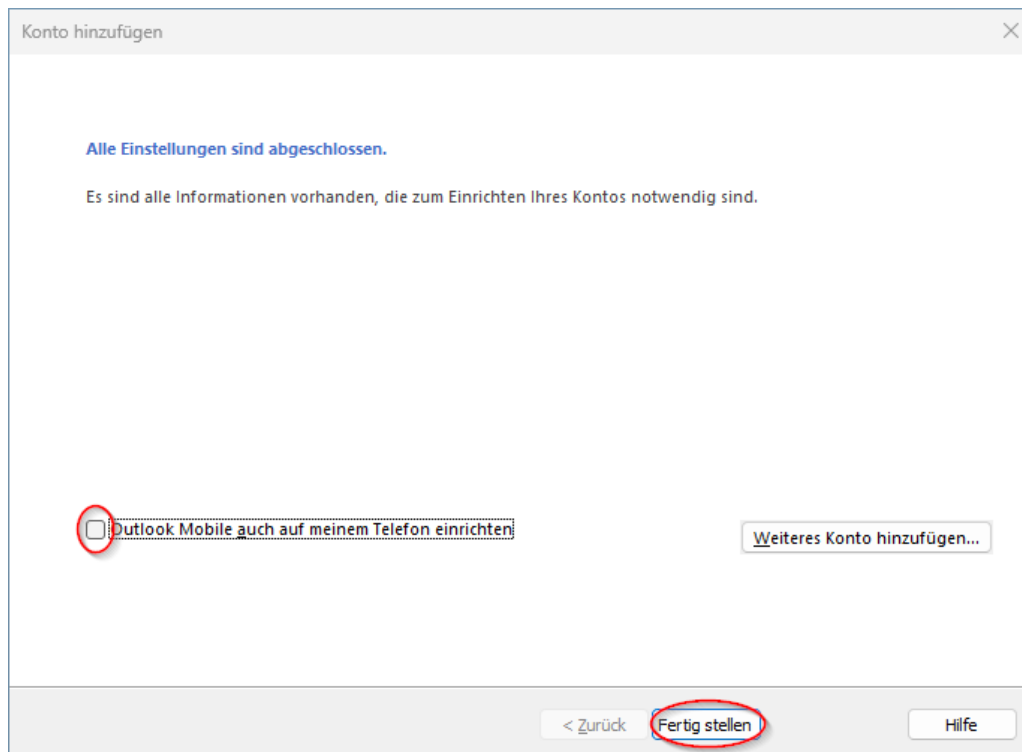 Konto hinzufügen
Alle Einstellungen sind abgeschlossen.
Es sind alle Informationen vorhanden, die zum Einrichten Ihres Kontos notwendig sind.
Outlook Mobile auch auf meinem Telefon einrichten
Weiteres Konto hinzufügen...
< Zurück
Fertig stellen
Hilfe